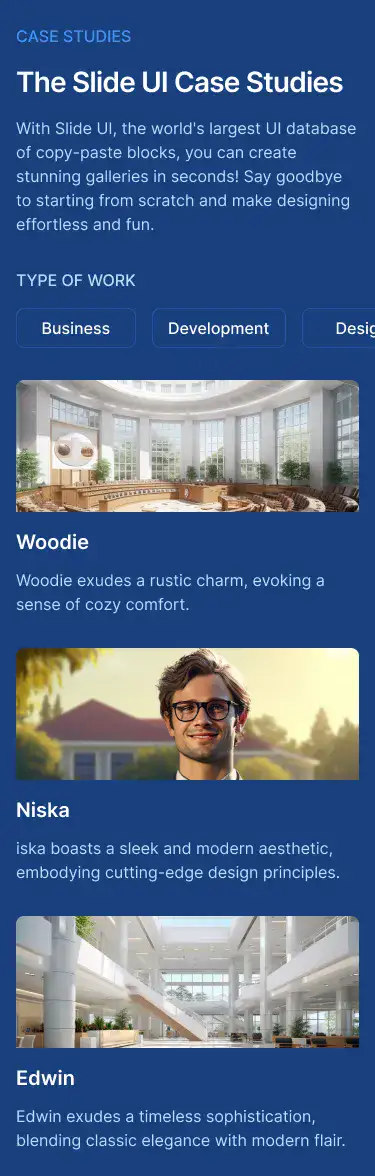 CASE STUDIES
The Slide UI Case Studies
With Slide UI, the world's largest UI database
of copy-paste blocks, you can create
stunning galleries in seconds! Say goodbye
to starting from scratch and make designing
effortless and fun.
TYPE OF WORK
Business Development Desig
Woodie
Woodie exudes a rustic charm, evoking a
sense of cozy comfort.
Niska
iska boasts a sleek and modern aesthetic,
embodying cutting-edge design principles.
Edwin
Edwin exudes a timeless sophistication,
blending classic elegance with modern flair.